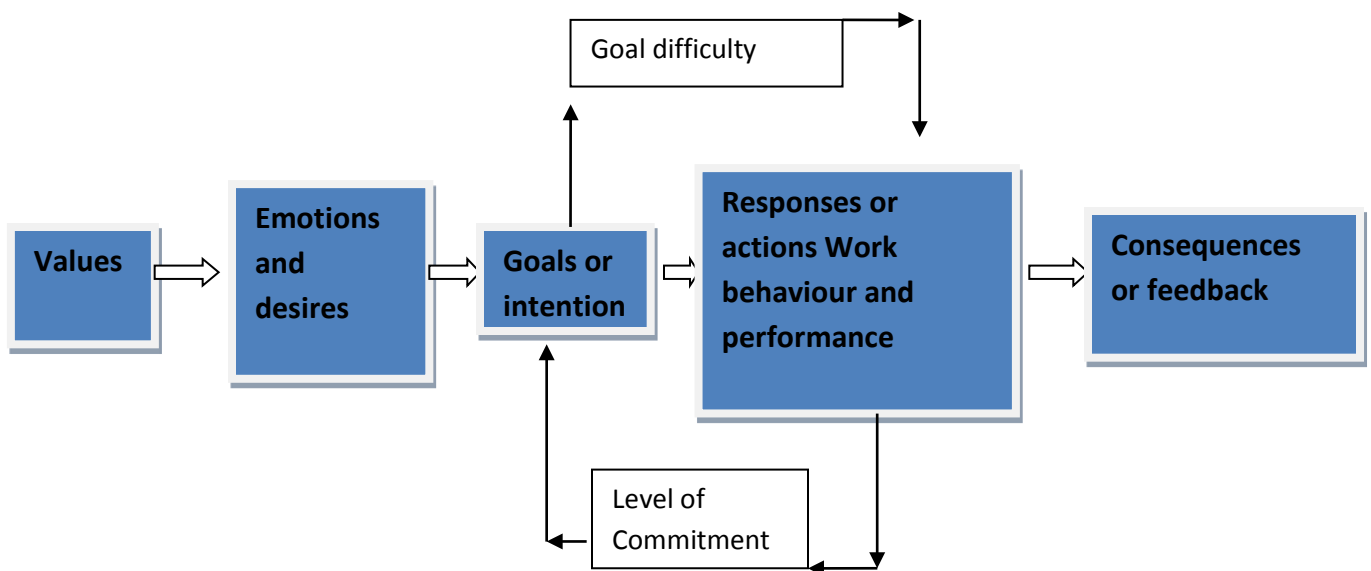 Goal difficulty
Values
Emotions
and
desires
Goals or
intention
Responses or
actions Work
behaviour and
performance
Consequences
or feedback
Level of
Commitment